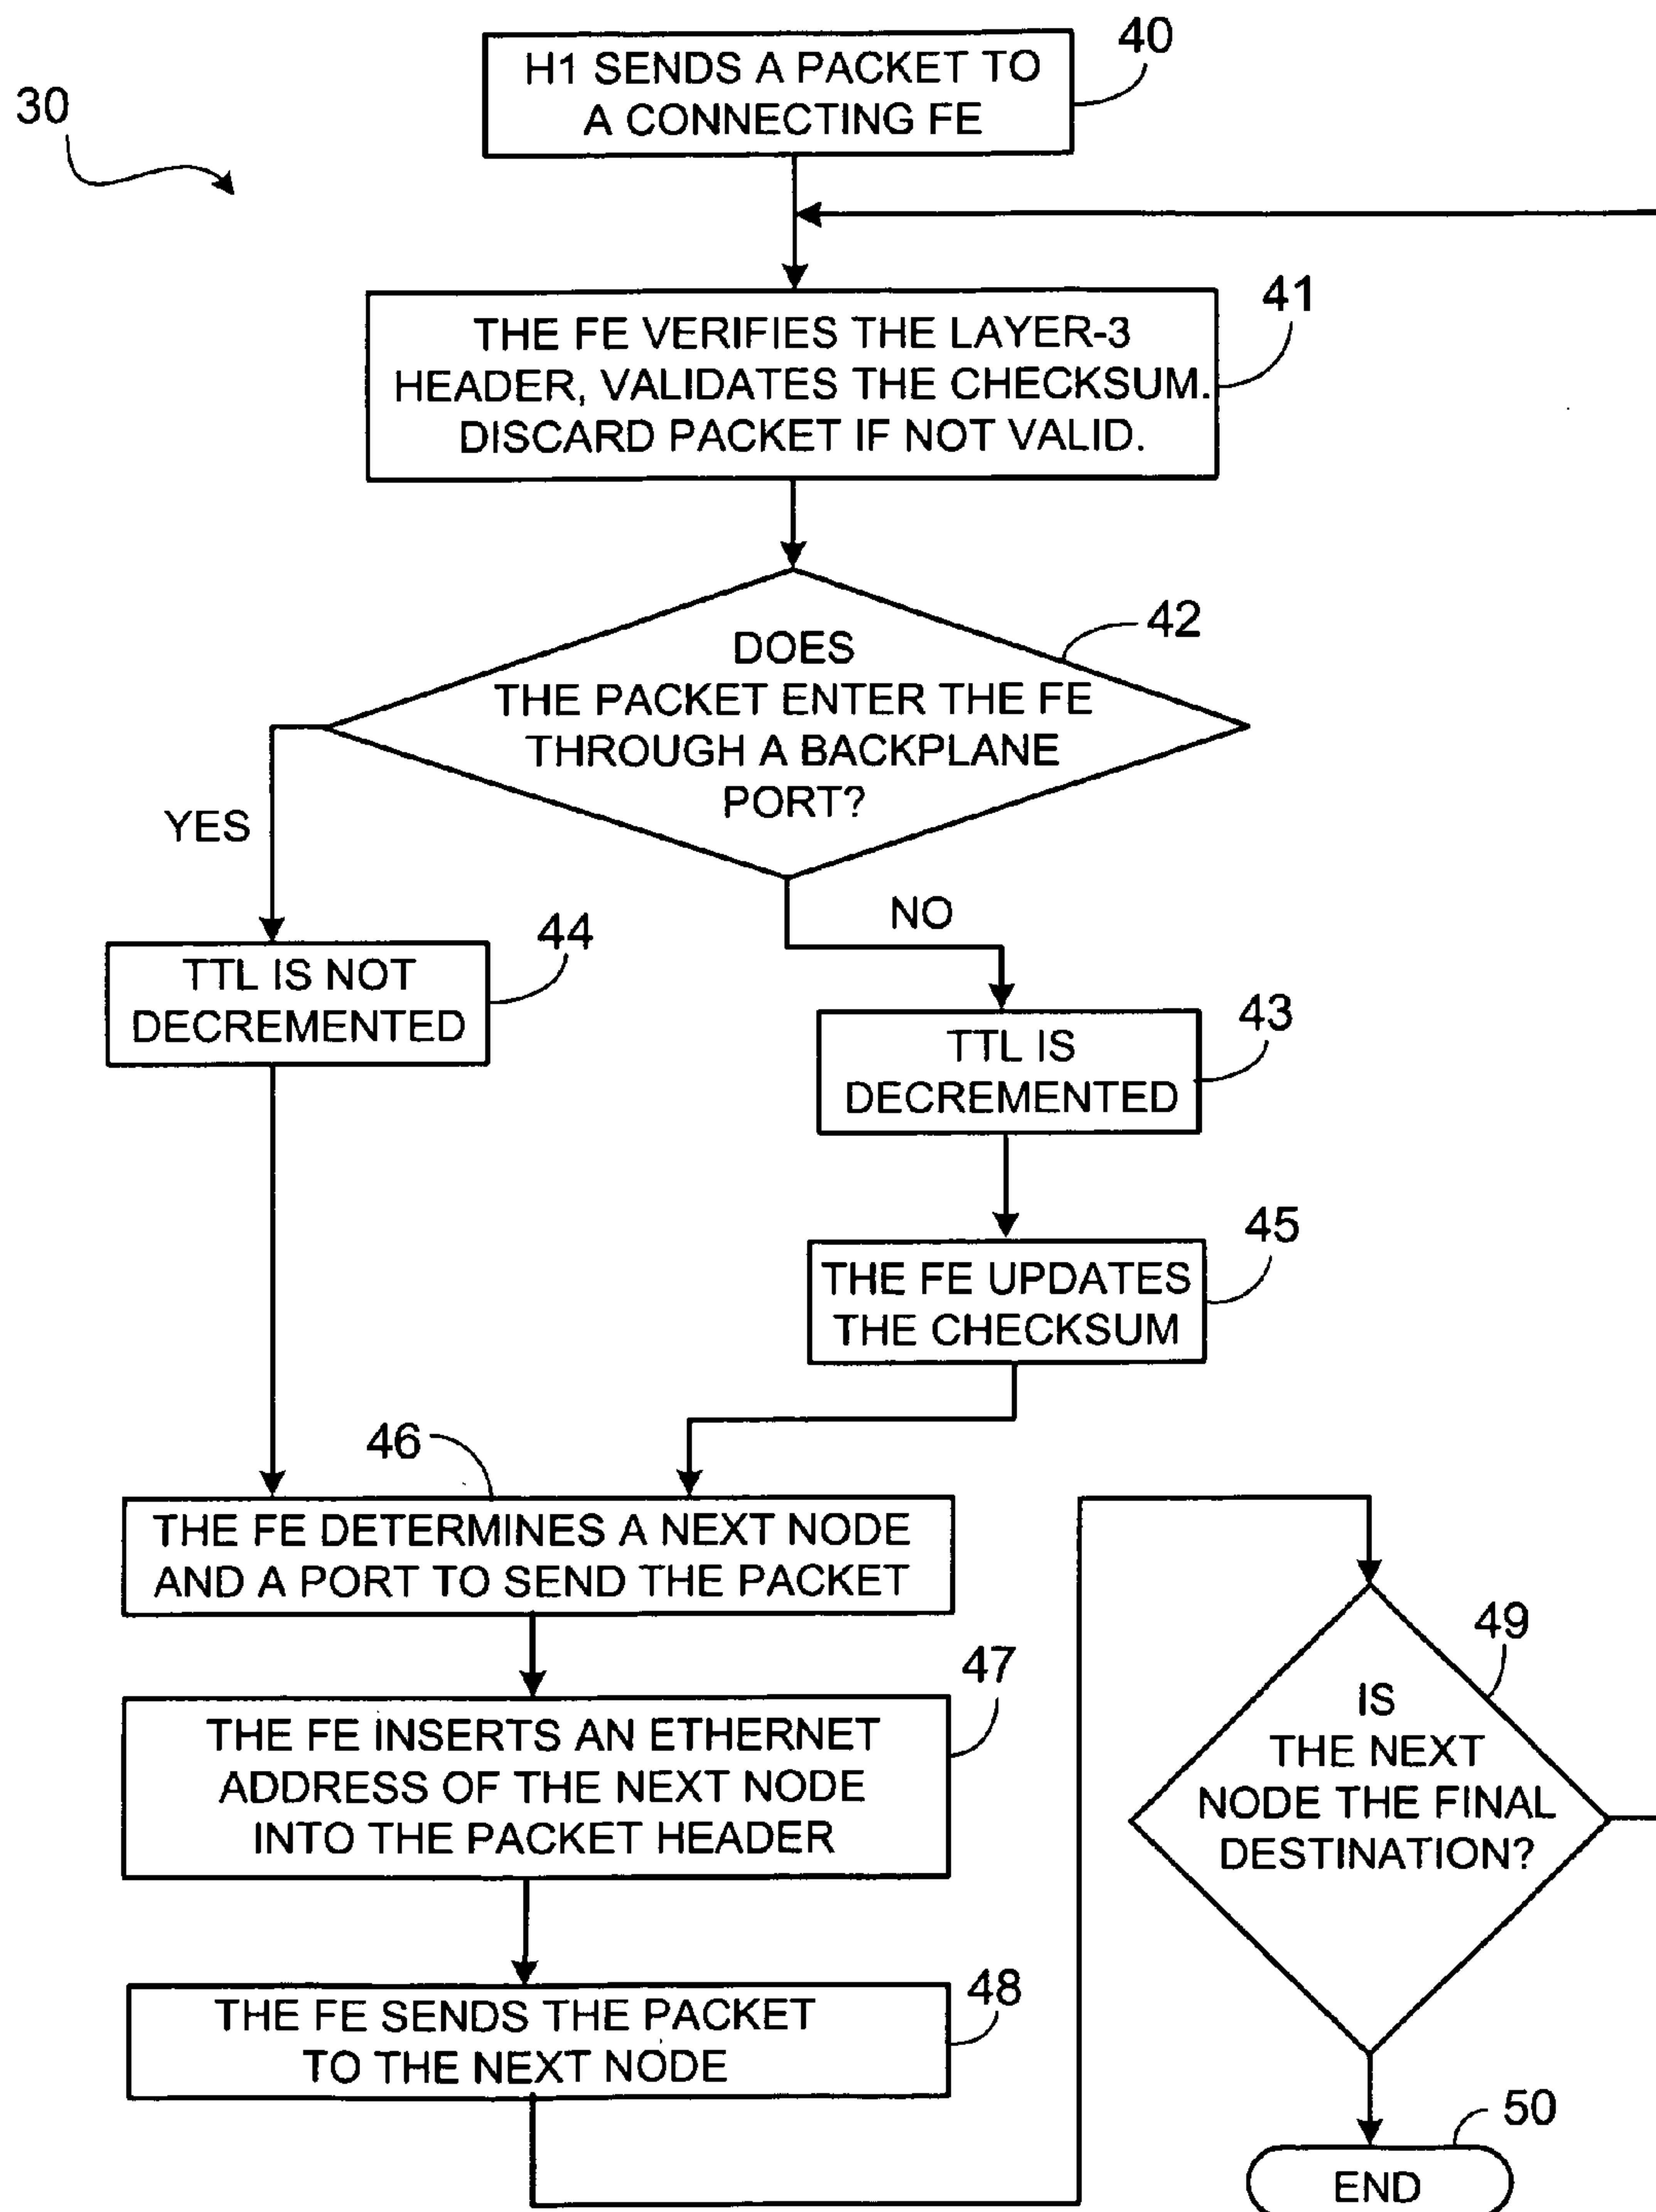 40
H1 SENDS A PACKET TO
A CONNECTING FE
30
41
THE FE VERIFIES THE LAYER-3
HEADER, VALIDATES THE CHECKSUM.
DISCARD PACKET IF NOT VALID.
42
DOES
THE PACKET ENTER THE FE
THROUGH A BACKPLANE
PORT?
YES
NO
44
TTL IS NOT
DECREMENTED
43
TTL IS
DECREMENTED
45
THE FE UPDATES
THE CHECKSUM
46
THE FE DETERMINES A NEXT NODE
AND A PORT TO SEND THE PACKET
47
THE FE INSERTS AN ETHERNET
ADDRESS OF THE NEXT NODE
INTO THE PACKET HEADER
48
THE FE SENDS THE PACKET
TO THE NEXT NODE
49
IS
THE NEXT
NODE THE FINAL
DESTINATION?
50
END